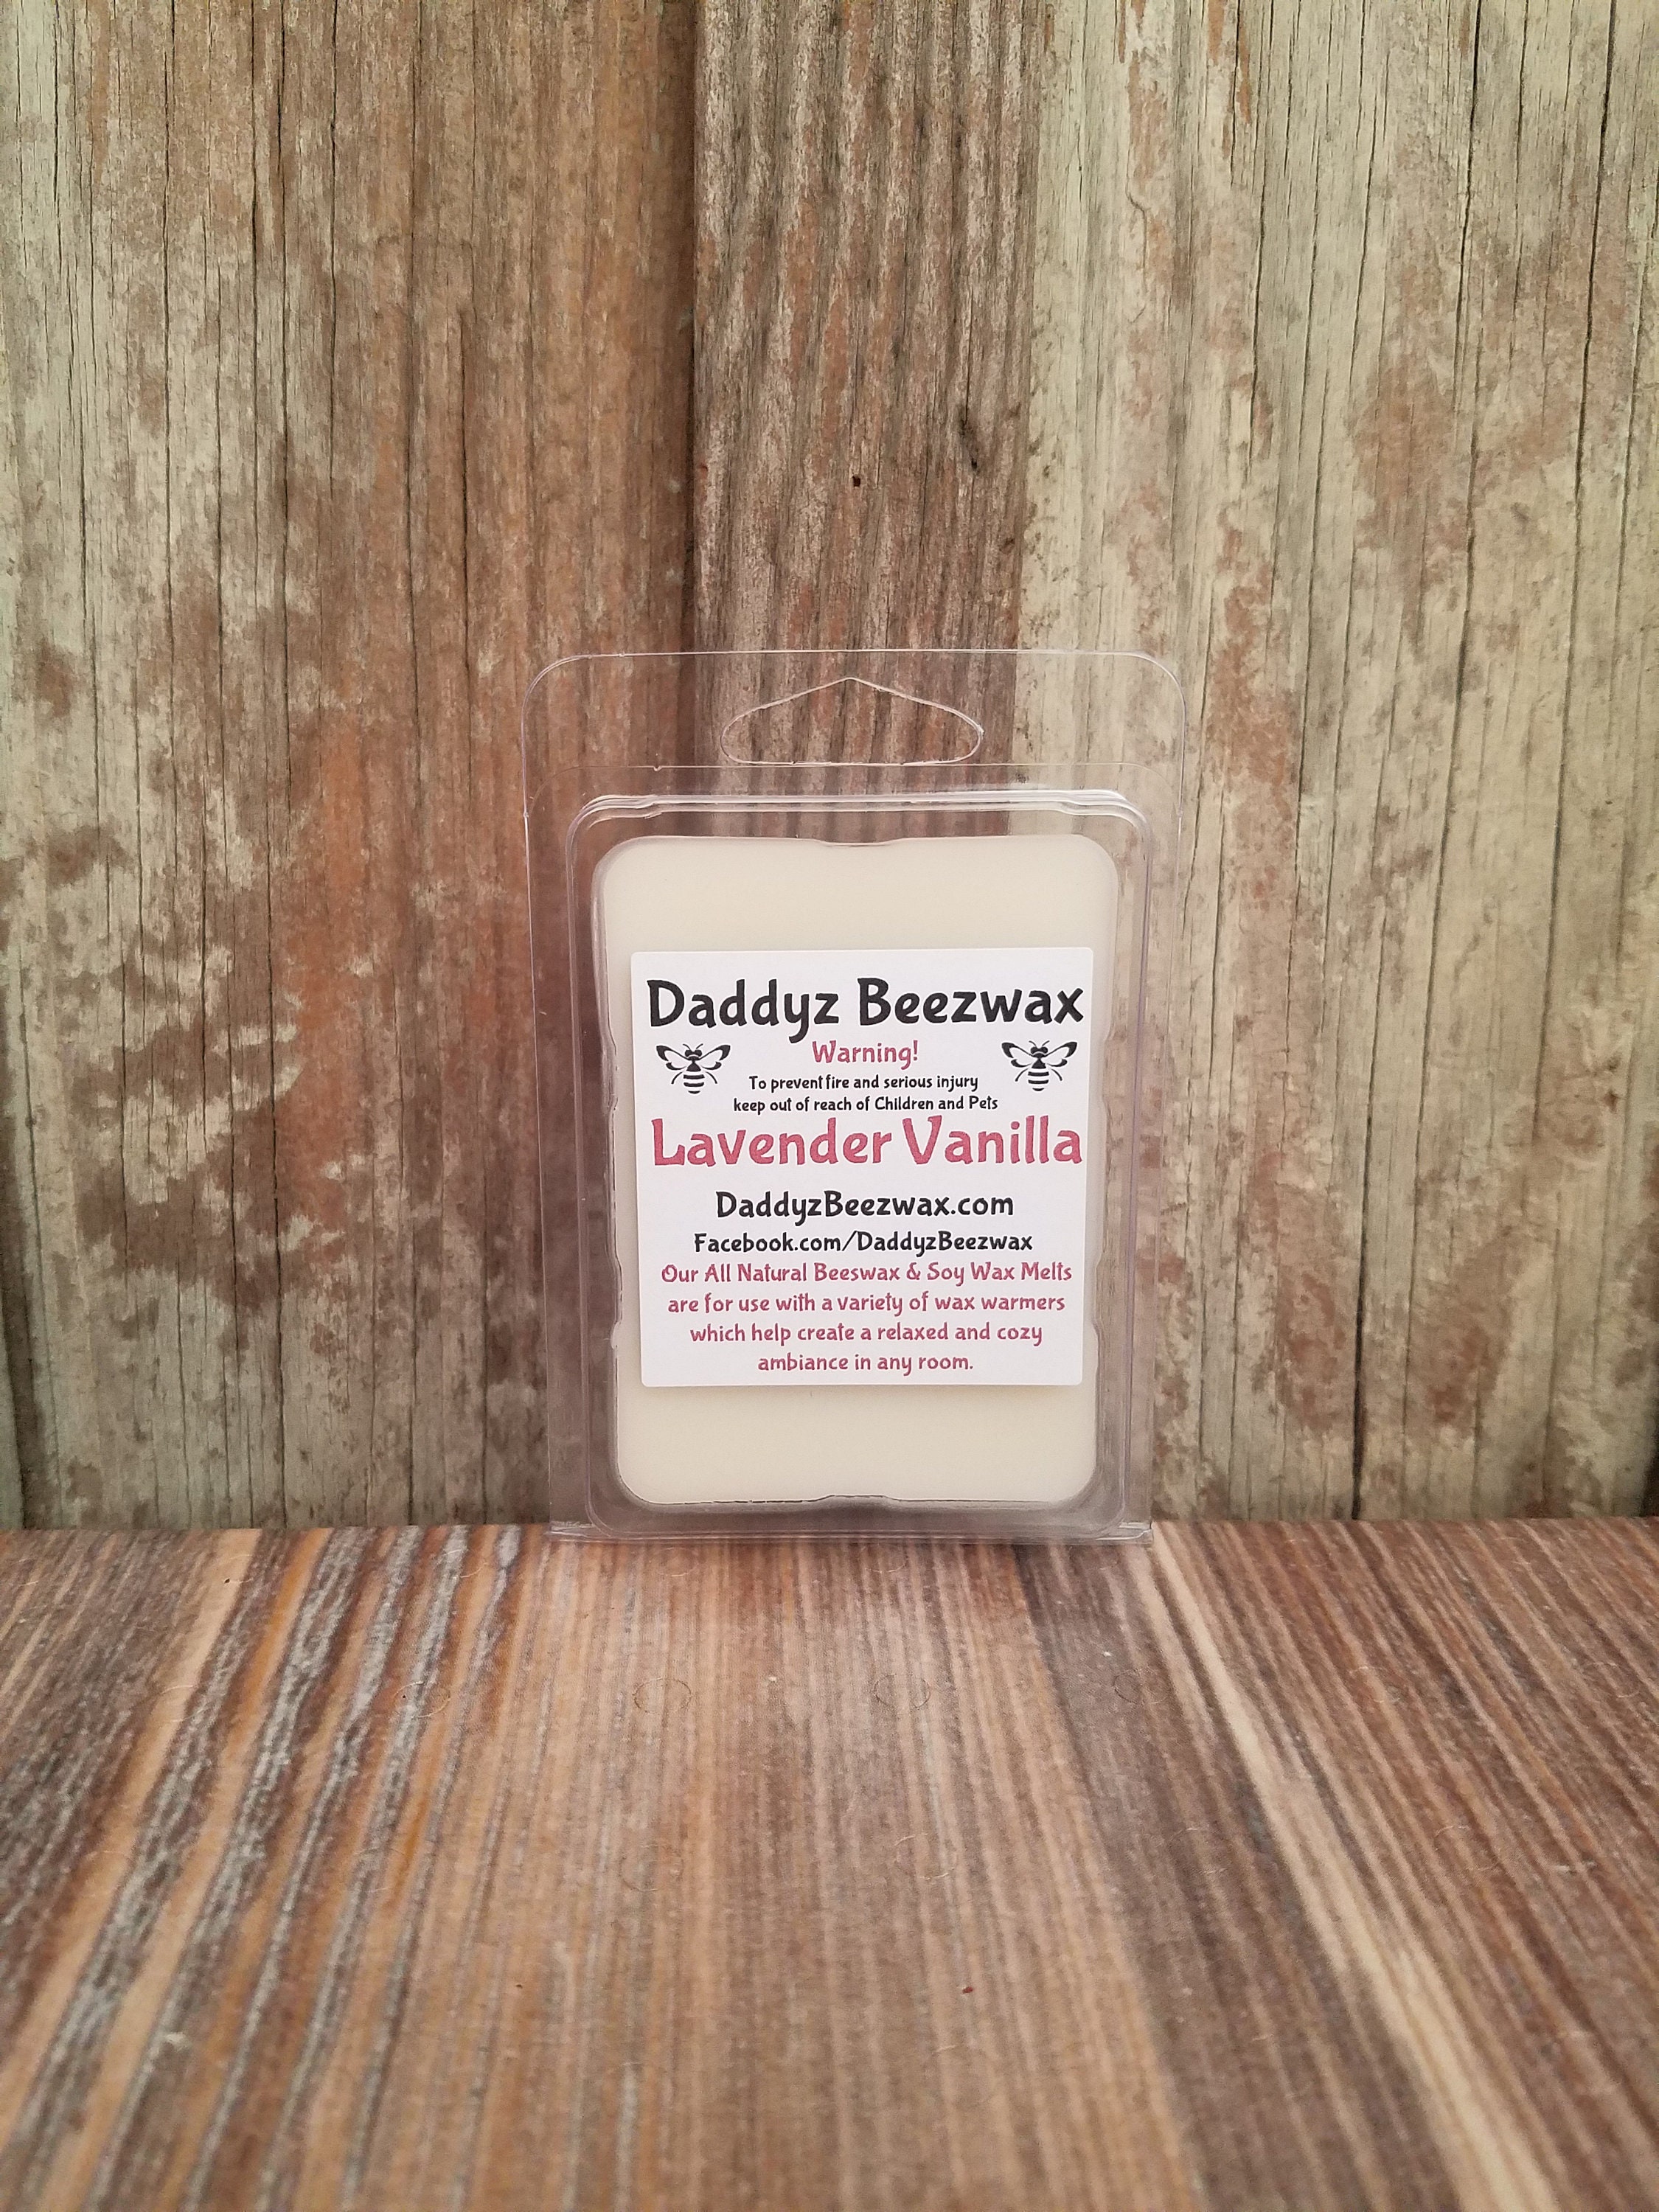 Daddyz Beezwax
Warning!
To prevent fire and serious injury
keep out of reach of Children and Pets
Lavender Vanilla
DaddyzBeezwax.com
Facebook.com/DaddyzBeezwax
Our All Natural Beeswax & Soy Wax Melts
are for use with a variety of wax warmers
which help create a relaxed and cozy
ambiance in any room.